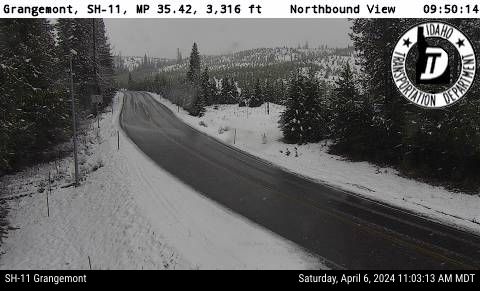 Grangemont, SH-11, MP 35.42, 3,316 ft Northbound View 09:50:14
IDAHO TRANSPORTATION DEPARTMENT
SH-11 Grangemont Saturday, April 6, 2024 11:03:13 AM MDT